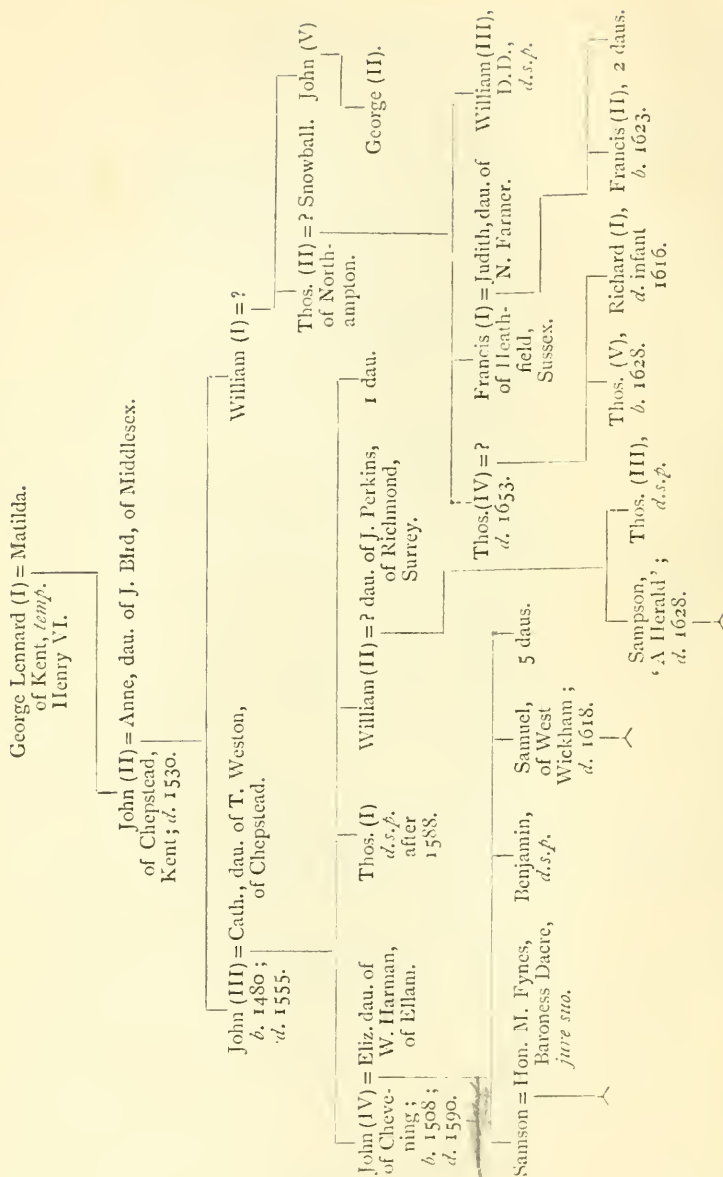 George Lennard (I) = Matilda.
of Kent, temp.
Henry VI.
John (II) = Anne, dau. of J. Bird, of Middlesex.
of Chepstead,
Kent; d. 1530.
John (III) = Cath., dau. of T. Weston,
b. 1480; of Chepstead.
d. 1555.
William (I) = ?
John (IV) = Eliz. dau. of
of Cheve- W. Harman,
ning; of Ellam.
b. 1508;
d. 1590.
Thos. (I)
d.s.p.
after
1588.
William (II) = ? dau. of J. Perkins,
of Richmond,
Surrey.
1 dau.
Thos. (II) = ? Snowball.
of North-
ampton.
John (V)
George (II).
Samson = Hon. M. Fynes,
Baroness Dacre,
jure suo.
Benjamin,
d.s.p.
Samuel,
of West
Wickham;
d. 1618.
5 daus.
Thos. (IV) = ?
d. 1653.
Francis (I) = Judith, dau. of
of Heath- N. Farmer.
field,
Sussex.
William (III),
D.D.,
d.s.p.
Sampson,
'A Herald';
d. 1628.
Thos. (III),
d.s.p.
Thos. (V),
b. 1628.
Richard (I),
d. infant
1616.
Francis (II),
b. 1623.
2 daus.